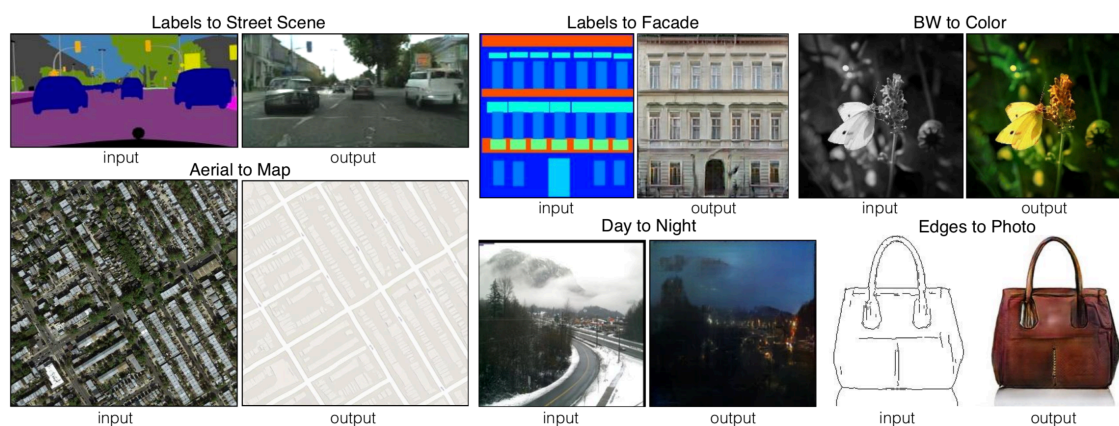 Labels to Street Scene
input
output
Aerial to Map
input
output
Labels to Facade
input
output
BW to Color
input
output
Day to Night
input
output
Edges to Photo
input
output